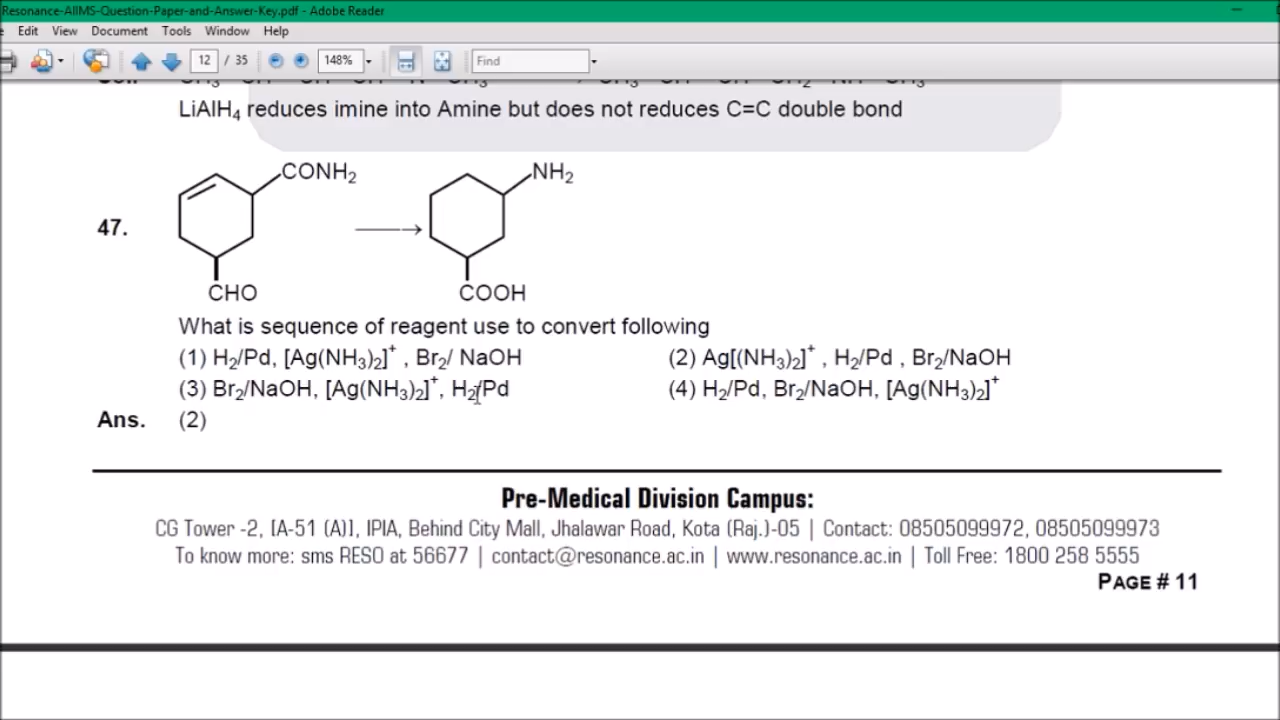 Resonance-AIIMS-Question-Paper-and-Answer-Key.pdf - Adobe Reader
Edit View Document Tools Window Help
12 / 35 148% Find
LiAlH₄ reduces imine into Amine but does not reduces C=C double bond
CONH₂ NH₂
47.
CHO COOH
What is sequence of reagent use to convert following
(1) H₂/Pd, [Ag(NH₃)₂]⁺ , Br₂/ NaOH (2) Ag[(NH₃)₂]⁺ , H₂/Pd , Br₂/NaOH
(3) Br₂/NaOH, [Ag(NH₃)₂]⁺, H₂/Pd (4) H₂/Pd, Br₂/NaOH, [Ag(NH₃)₂]⁺
Ans. (2)
Pre-Medical Division Campus:
CG Tower -2, [A-51 (A)], IPIA, Behind City Mall, Jhalawar Road, Kota (Raj.)-05 | Contact: 08505099972, 08505099973
To know more: sms RESO at 56677 | contact@resonance.ac.in | www.resonance.ac.in | Toll Free: 1800 258 5555
PAGE # 11